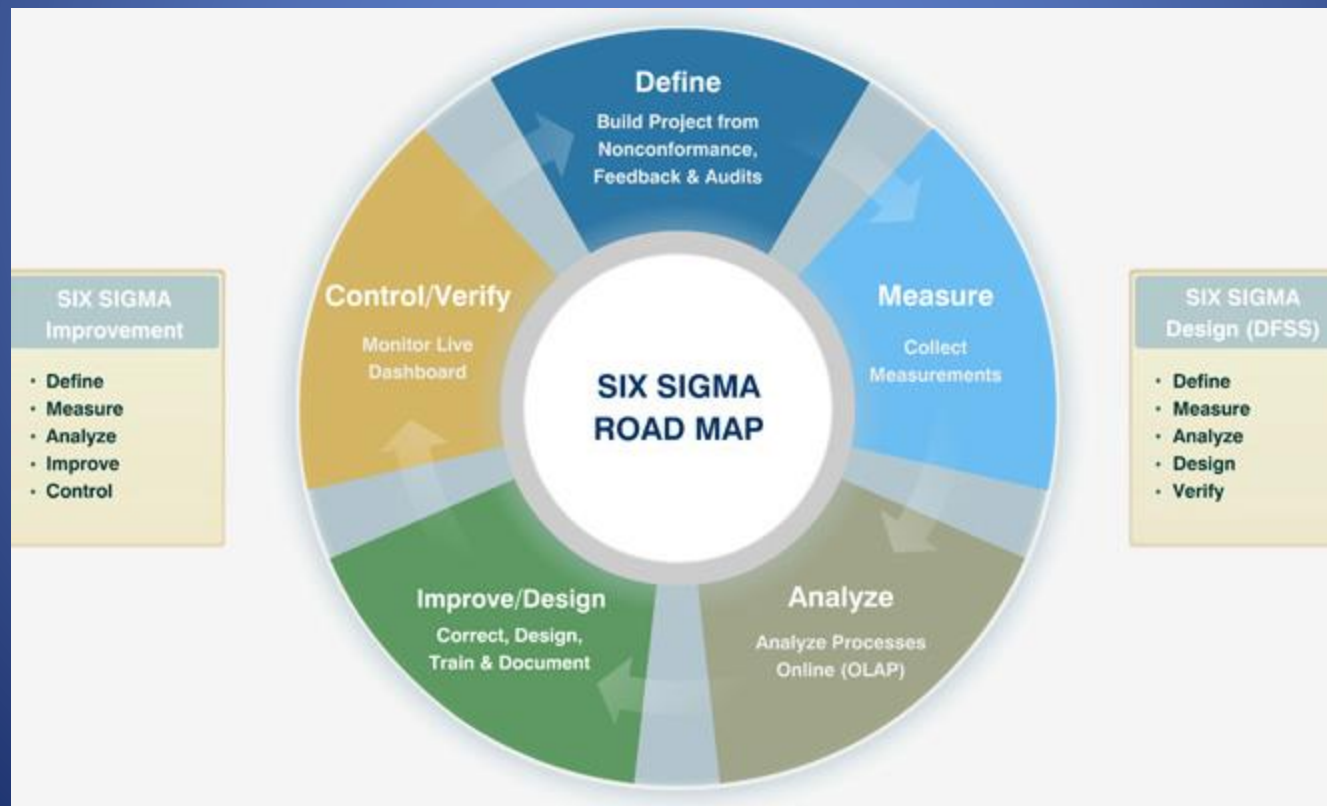 Define
Build Project from
Nonconformance,
Feedback & Audits
Measure
Collect
Measurements
Analyze
Analyze Processes
Online (OLAP)
Improve/Design
Correct, Design,
Train & Document
Control/Verify
Monitor Live
Dashboard
SIX SIGMA
ROAD MAP
SIX SIGMA
Improvement
· Define
· Measure
· Analyze
· Improve
· Control
SIX SIGMA
Design (DFSS)
· Define
· Measure
· Analyze
· Design
· Verify